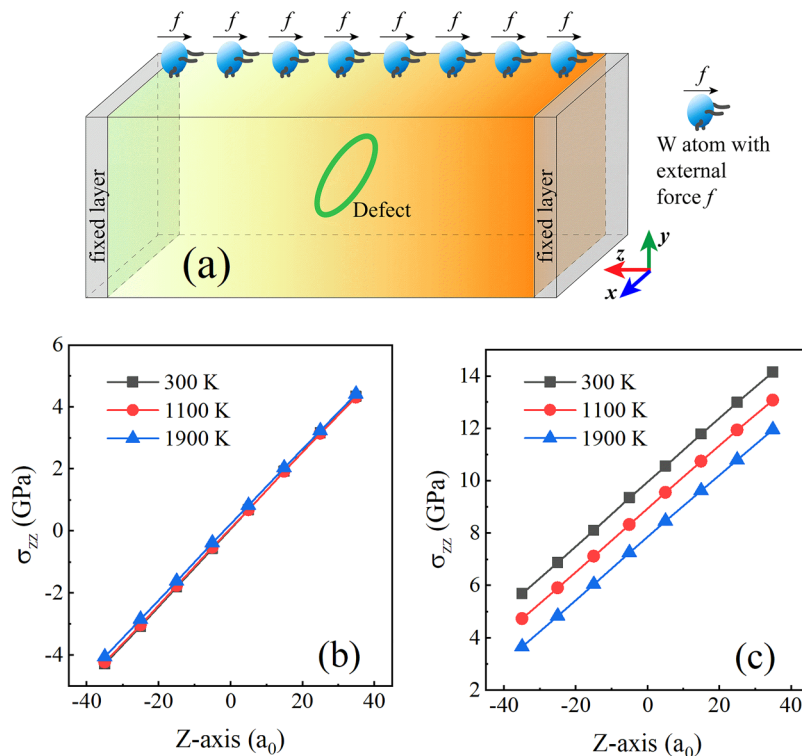 f f f f f f f f
f
W atom with
external
force f
fixed layer
Defect
fixed layer
(a)
y
z
x
6
4
2
0
-2
-4
300 K
1100 K
1900 K
σzz (GPa)
(b)
-40 -20 0 20 40
Z-axis (a0)
14
12
10
8
6
4
2
300 K
1100 K
1900 K
σzz (GPa)
(c)
-40 -20 0 20 40
Z-axis (a0)